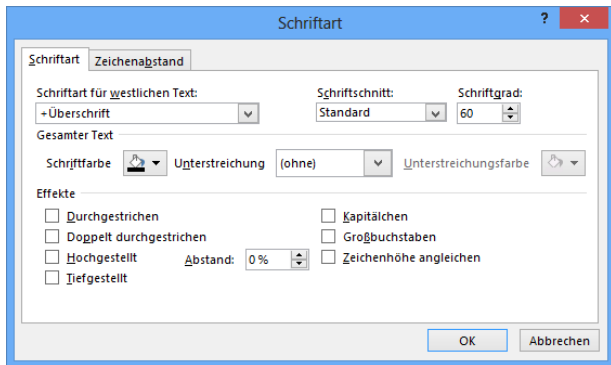 Schriftart
? ×
Schriftart Zeichenabstand
Schriftart für westlichen Text: Schriftschnitt: Schriftgrad:
+Überschrift Standard 60
Gesamter Text
Schriftfarbe Unterstreichung (ohne) Unterstreichungsfarbe
Effekte
Durchgestrichen Kapitälchen
Doppelt durchgestrichen Großbuchstaben
Hochgestellt Abstand: 0 % Zeichenhöhe angleichen
Tiefgestellt
OK Abbrechen